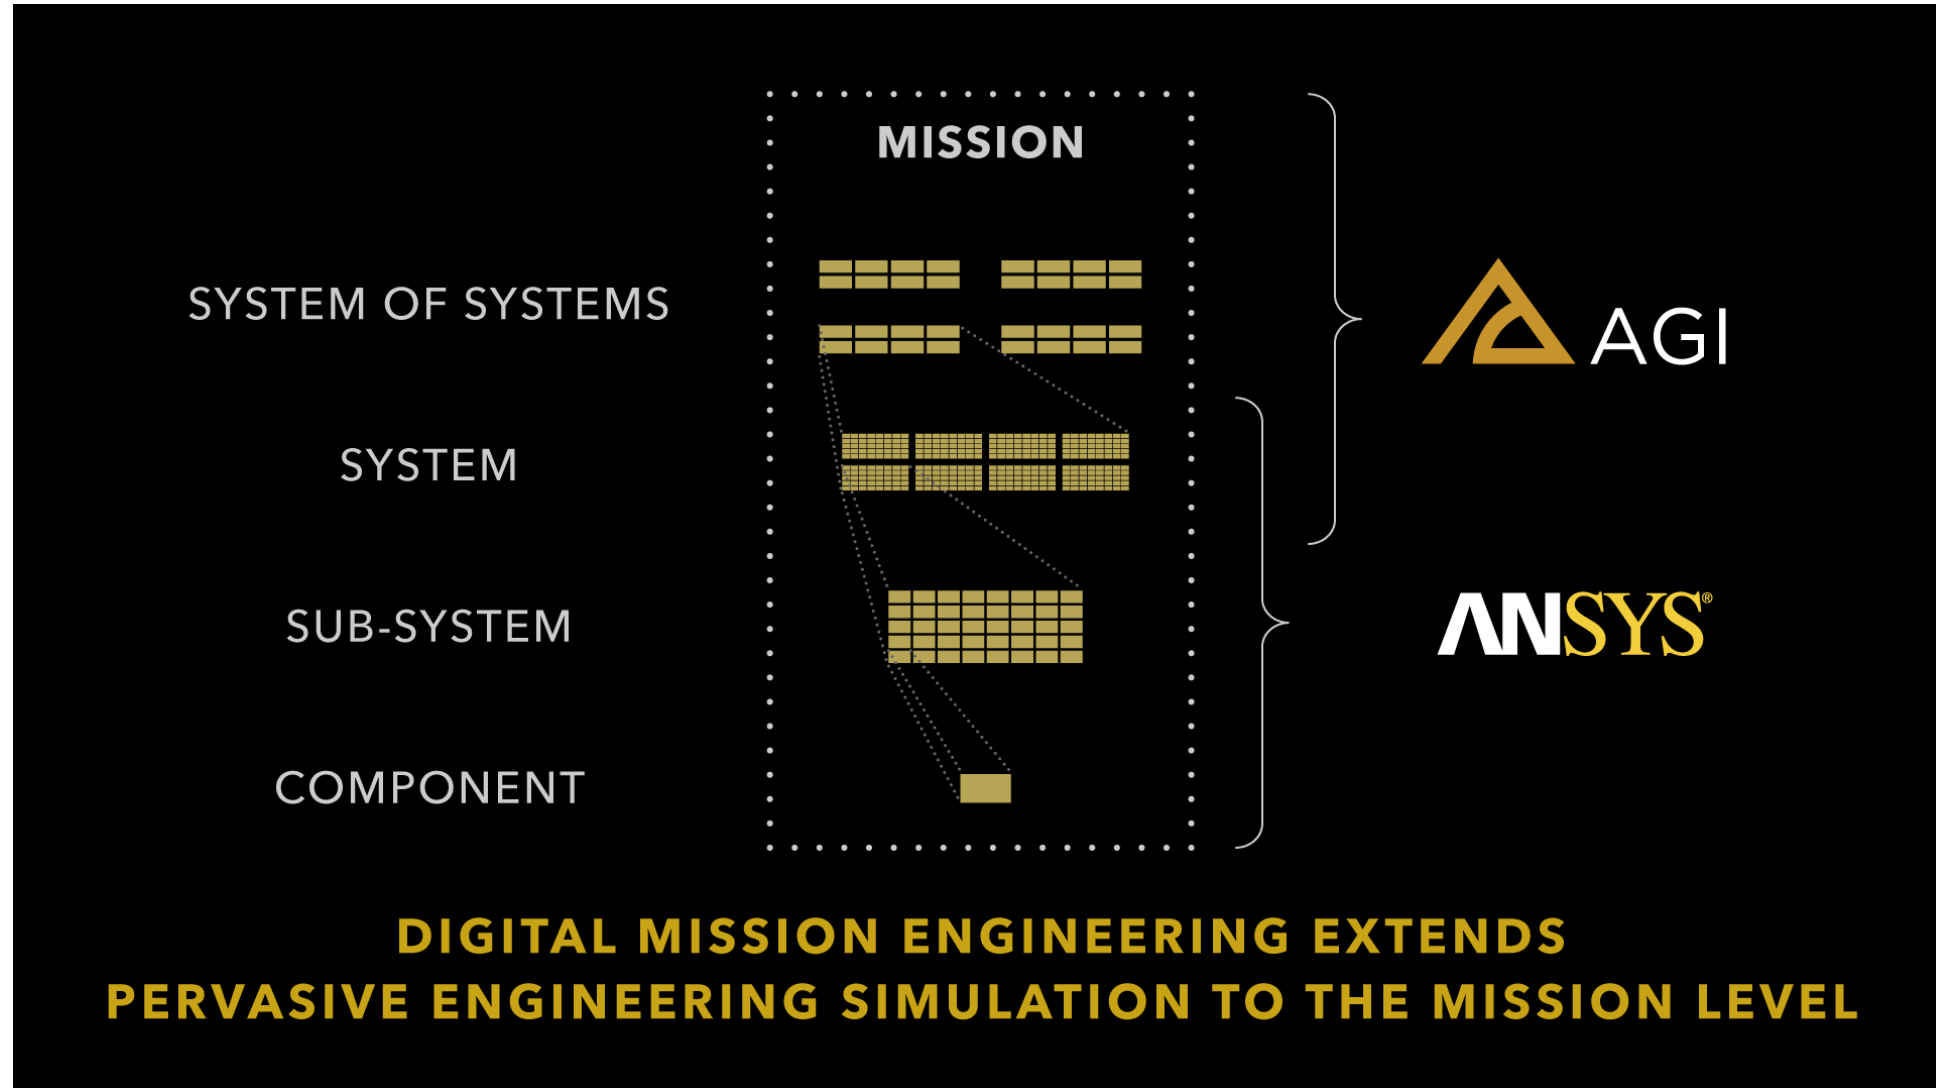 MISSION
SYSTEM OF SYSTEMS
AGI
SYSTEM
SUB-SYSTEM
ANSYS®
COMPONENT
DIGITAL MISSION ENGINEERING EXTENDS
PERVASIVE ENGINEERING SIMULATION TO THE MISSION LEVEL